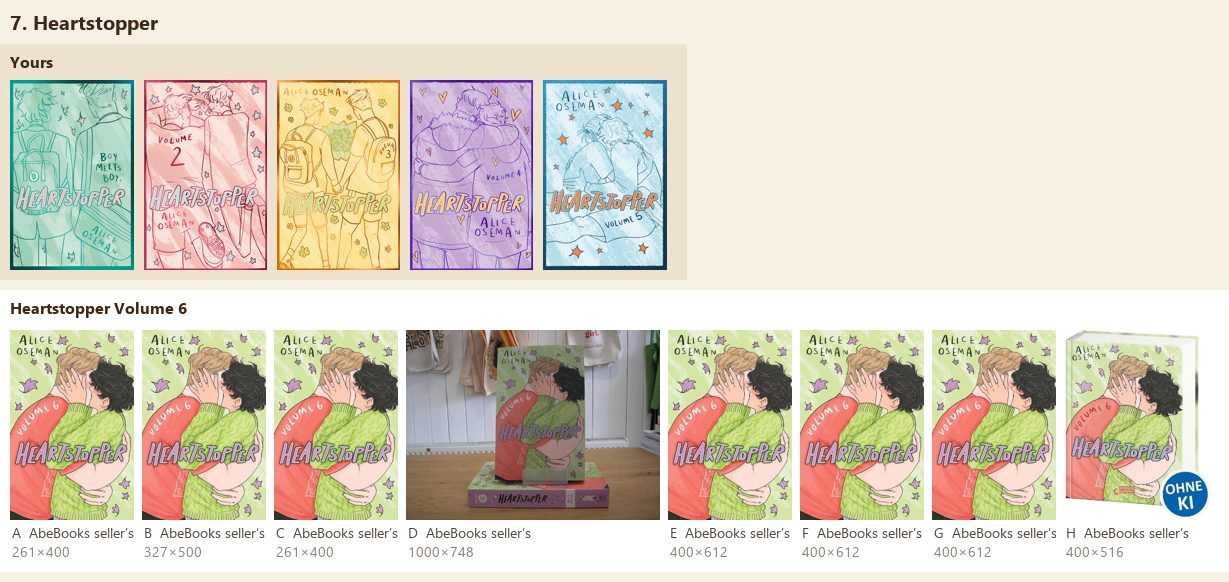 7. Heartstopper
Yours
BOY
MEETS
BOY.
HEARTSTOPPER
ALICE
OSEMAN
VOLUME
2
HEARTSTOPPER
ALICE
OSEMAN
ALICE OSEMAN
VOLUME
3
HEARTSTOPPER
VOLUME 4
HEARTSTOPPER
ALICE
OSEMAN
ALICE
OSEMAN
HEARTSTOPPER
VOLUME 5
Heartstopper Volume 6
ALICE
OSEMAN
VOLUME 6
HEARTSTOPPER
ALICE
OSEMAN
VOLUME 6
HEARTSTOPPER
ALICE
OSEMAN
VOLUME 6
HEARTSTOPPER
ALICE
OSEMAN
VOLUME 6
HEARTSTOPPER
HEARTSTOPPER
girl
ALICE
OSEMAN
VOLUME 6
HEARTSTOPPER
ALICE
OSEMAN
VOLUME 6
HEARTSTOPPER
ALICE
OSEMAN
VOLUME 6
HEARTSTOPPER
ALICE
OSEMAN
VOLUME 6
HEARTSTOPPER
OHNE
KI
A AbeBooks seller's
261×400
B AbeBooks seller's
327×500
C AbeBooks seller's
261×400
D AbeBooks seller's
1000×748
E AbeBooks seller's
400×612
F AbeBooks seller's
400×612
G AbeBooks seller's
400×612
H AbeBooks seller's
400×516